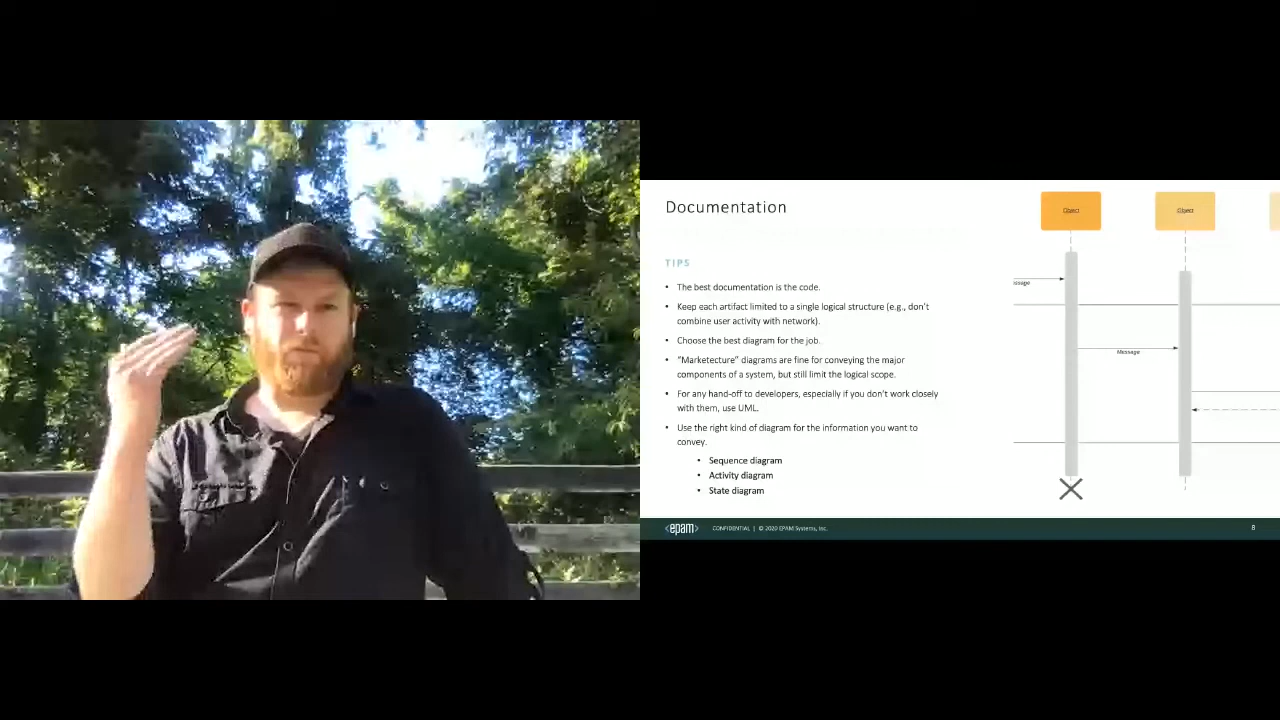 Documentation
Object
Object
TIPS
• The best documentation is the code.
ssage
• Keep each artifact limited to a single logical structure (e.g., don't
combine user activity with network).
• Choose the best diagram for the job.
Message
• "Marketecture" diagrams are fine for conveying the major
components of a system, but still limit the logical scope.
• For any hand-off to developers, especially if you don't work closely
with them, use UML.
• Use the right kind of diagram for the information you want to
convey.
• Sequence diagram
• Activity diagram
• State diagram
<epam> CONFIDENTIAL | © 2020 EPAM Systems, Inc. 8